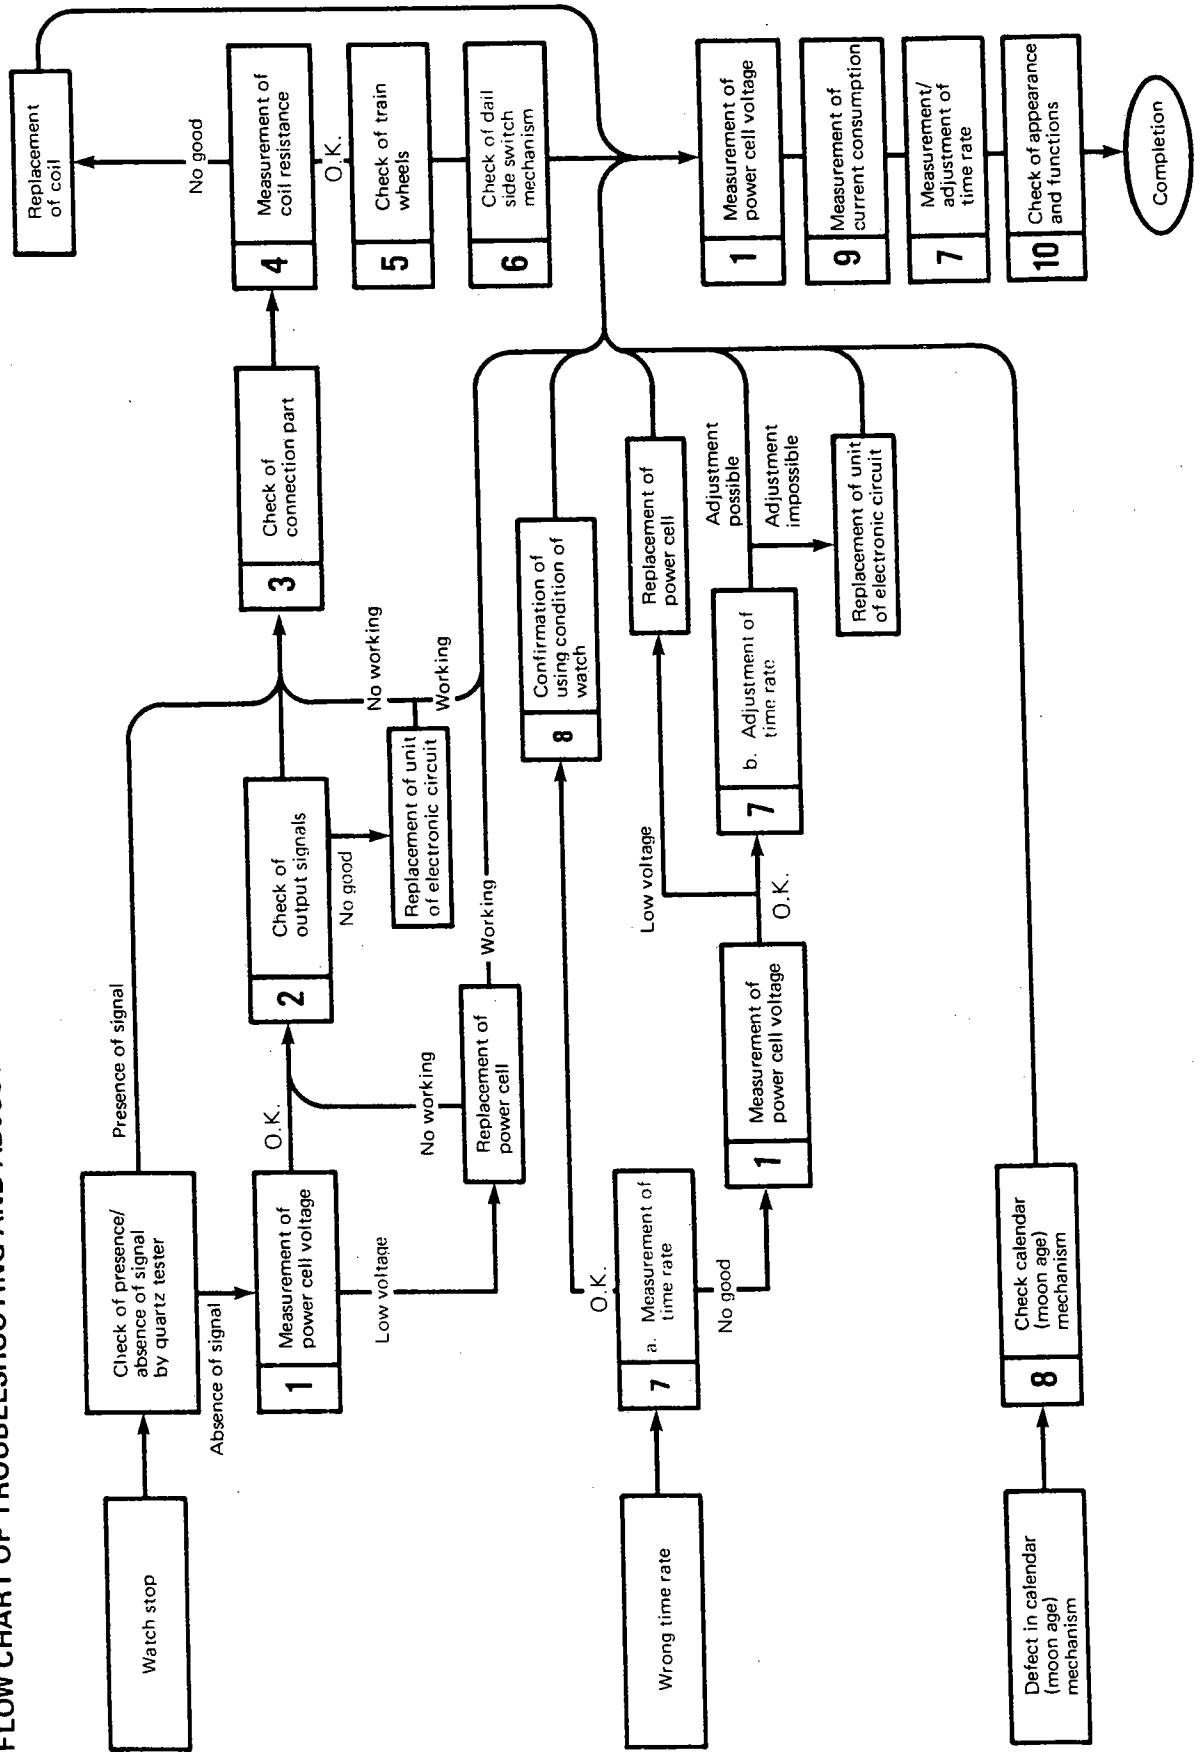 FLOW CHART OF TROUBLESHOOTING AND
Watch stop
Check of presence/
absence of signal
by quartz tester
Presence of signal
Absence of signal
1
Measurement of
power cell voltage
O.K.
Low voltage
Replacement of
power cell
No working
Working
2
Check of
output signals
No good
Replacement of unit
of electronic circuit
No working
Working
3
Check of
connection part
4
Measurement of
coil resistance
No good
Replacement
of coil
O.K.
5
Check of train
wheels
6
Check of dail
side switch
mechanism
Wrong time rate
7
a. Measurement of
time rate
O.K.
8
Confirmation of
using condition of
watch
No good
1
Measurement of
power cell voltage
Low voltage
Replacement of
power cell
O.K.
7
b. Adjustment of
time rate
Adjustment
possible
Adjustment
impossible
Replacement of unit
of electronic circuit
Defect in calendar
(moon age)
mechanism
8
Check calendar
(moon age)
mechanism
1
Measurement of
power cell voltage
9
Measurement of
current consumption
7
Measurement/
adjustment of
time rate
10
Check of appearance
and functions
Completion